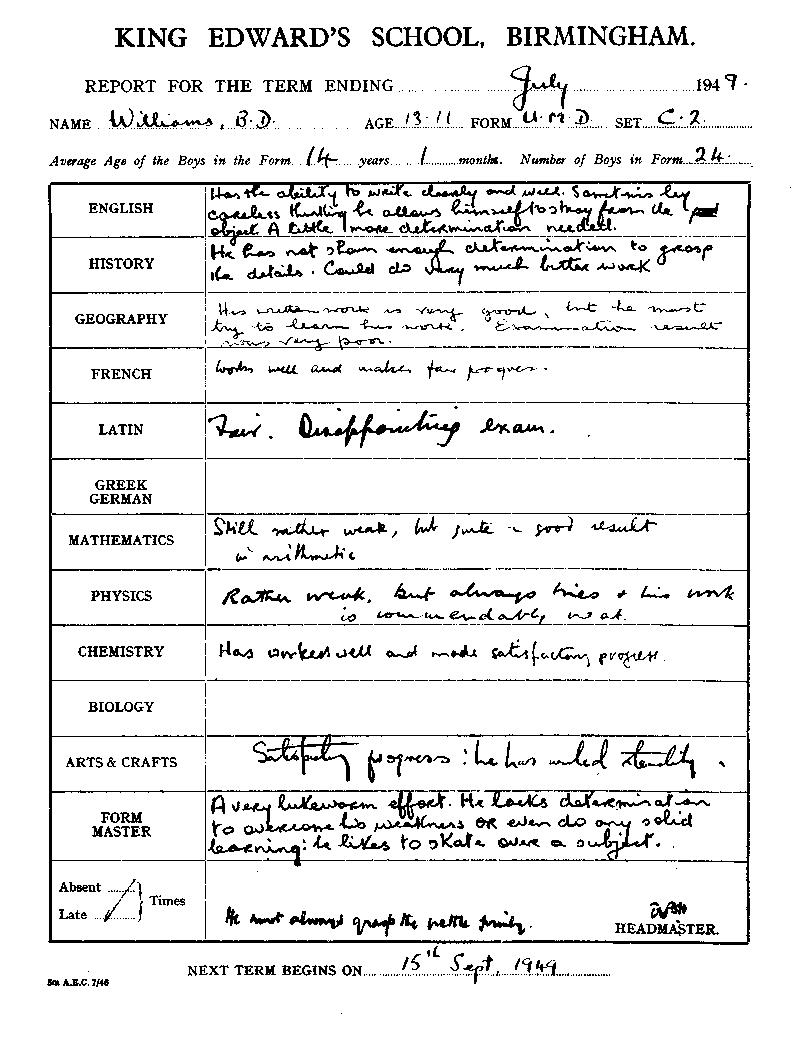 KING EDWARD'S SCHOOL, BIRMINGHAM.
REPORT FOR THE TERM ENDING July 1949.
NAME Williams, B.D. AGE 13.11 FORM U.M.D. SET C.2.
Average Age of the Boys in the Form 14 years 1 months. Number of Boys in Form 24.
ENGLISH
Has the ability to write clearly and well. Sometimes by
careless thinking he allows himself to stray from the
object. A little more determination needed.
HISTORY
He has not shown enough determination to grasp
the details. Could do very much better work
GEOGRAPHY
His written work is very good, but he must
try to learn his work. Examination result
was very poor.
FRENCH
Works well and makes fair progress.
LATIN
Fair. Disappointing exam.
GREEK
GERMAN
MATHEMATICS
Still rather weak, but quite a good result
in arithmetic
PHYSICS
Rather weak, but always tries & his work
is commendably neat.
CHEMISTRY
Has worked well and made satisfactory progress.
BIOLOGY
ARTS & CRAFTS
Satisfactory progress: he has worked steadily.
FORM
MASTER
A very lukeworm effort. He lacks determination
to overcome his weakness or even do any solid
learning: he likes to skate over a subject.
Absent
Late
Times
He must always grasp the nettle firmly.
HEADMASTER.
NEXT TERM BEGINS ON 15th Sept, 1949
5m A.E.C. 7/48